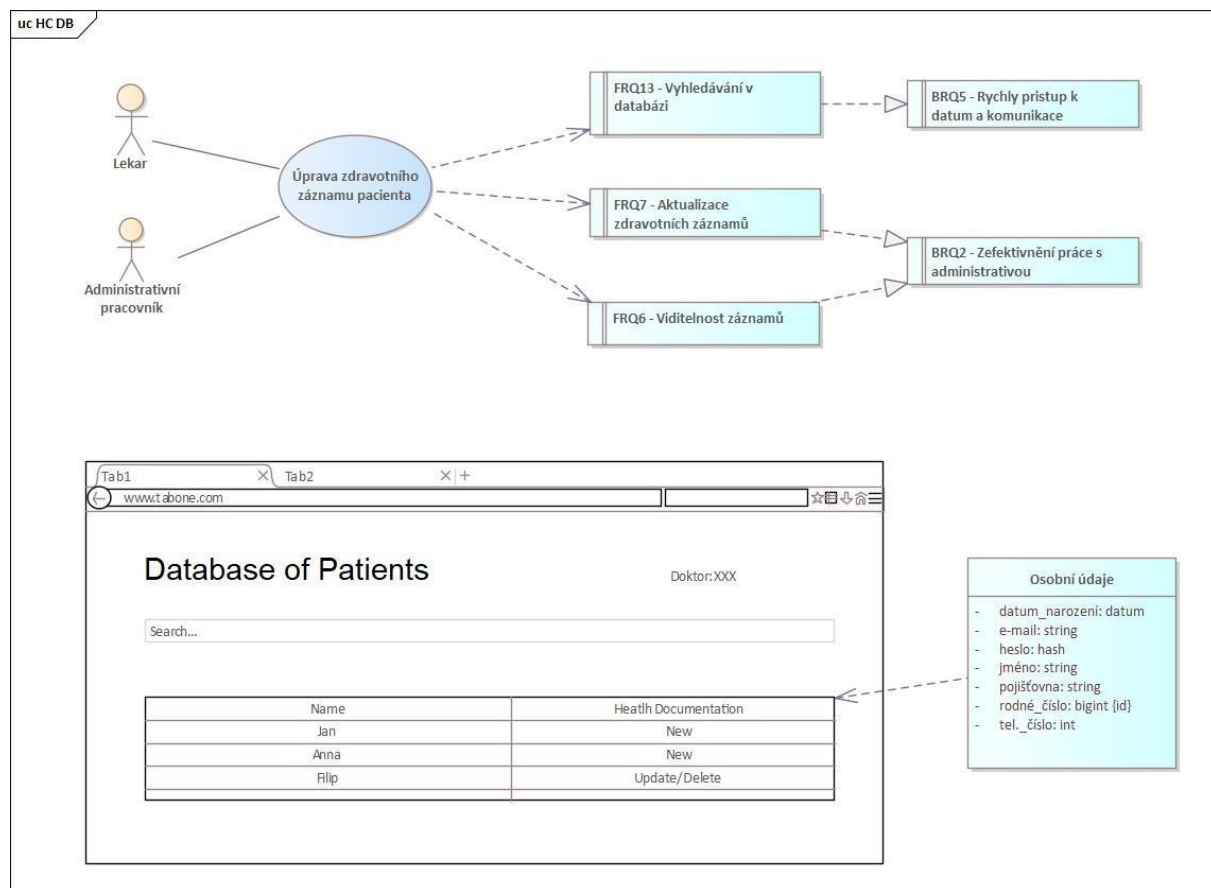 uc HC DB
Lekar
Administrativní
pracovník
Úprava zdravotního
záznamu pacienta
FRQ13 - Vyhledávání v
databázi
FRQ7 - Aktualizace
zdravotních záznamů
FRQ6 - Viditelnost záznamů
BRQ5 - Rychly pristup k
datum a komunikace
BRQ2 - Zefektivnění práce s
administrativou
Tab1
Tab2
www.tabone.com
Database of Patients
Doktor:XXX
Search...
Name Heatlh Documentation
Jan New
Anna New
Filip Update/Delete
Osobní údaje
- datum_narození: datum
- e-mail: string
- heslo: hash
- jméno: string
- pojišťovna: string
- rodné_číslo: bigint {id}
- tel._číslo: int